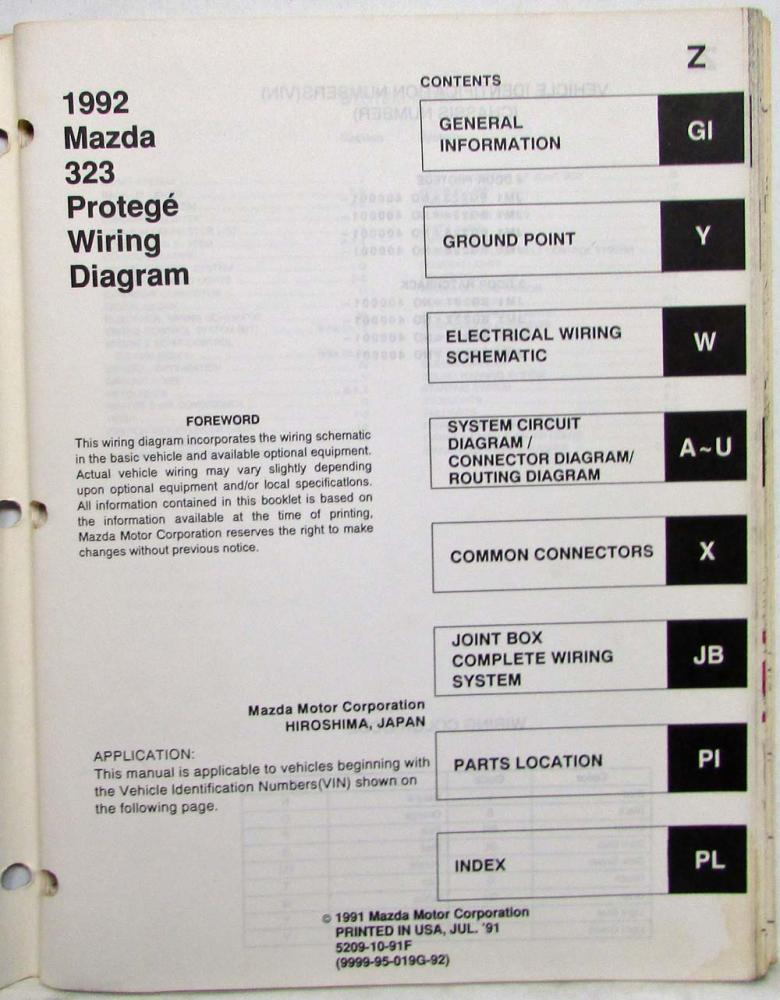 Z
1992
Mazda
323
Protegé
Wiring
Diagram
FOREWORD
This wiring diagram incorporates the wiring schematic
in the basic vehicle and available optional equipment.
Actual vehicle wiring may vary slightly depending
upon optional equipment and/or local specifications.
All information contained in this booklet is based on
the information available at the time of printing,
Mazda Motor Corporation reserves the right to make
changes without previous notice.
Mazda Motor Corporation
HIROSHIMA, JAPAN
APPLICATION:
This manual is applicable to vehicles beginning with
the Vehicle Identification Numbers(VIN) shown on
the following page.
CONTENTS
GENERAL
INFORMATION
GI
GROUND POINT
Y
ELECTRICAL WIRING
SCHEMATIC
W
SYSTEM CIRCUIT
DIAGRAM /
CONNECTOR DIAGRAM/
ROUTING DIAGRAM
A~U
COMMON CONNECTORS
X
JOINT BOX
COMPLETE WIRING
SYSTEM
JB
PARTS LOCATION
PI
INDEX
PL
© 1991 Mazda Motor Corporation
PRINTED IN USA, JUL. '91
5209-10-91F
(9999-95-019G-92)